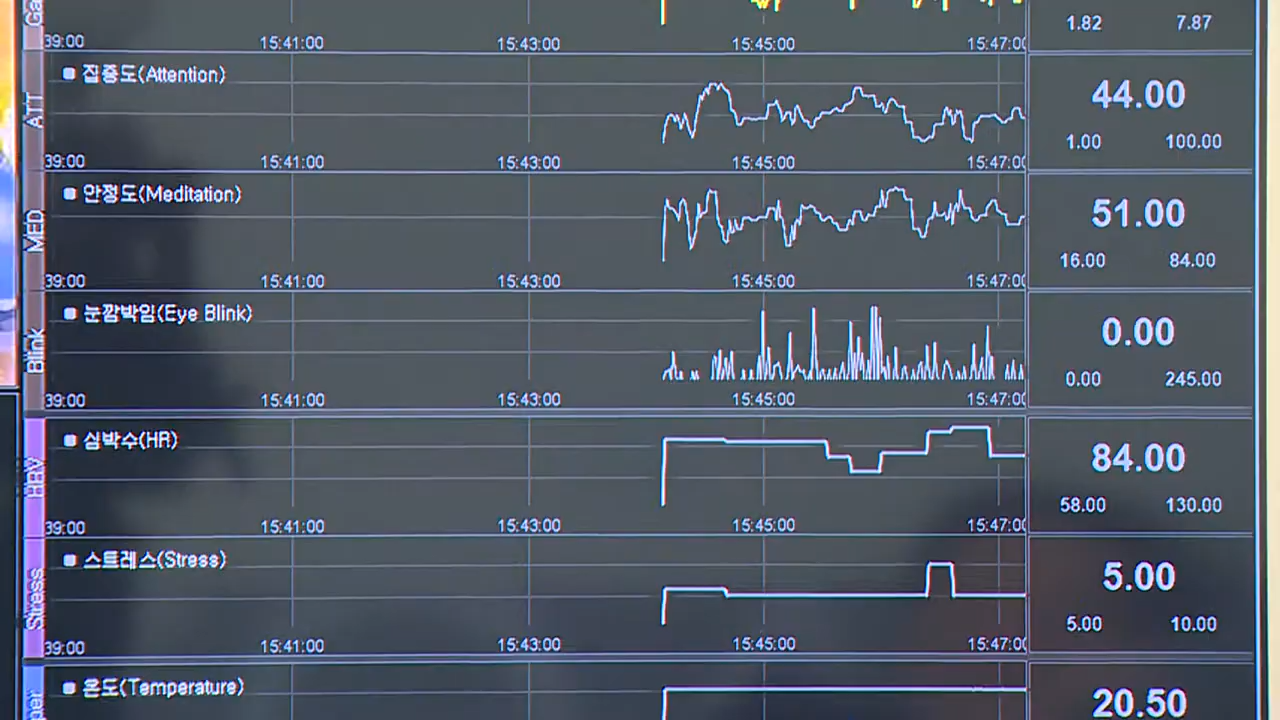 Ga
1.82 7.87
39:00 15:41:00 15:43:00 15:45:00 15:47:00
ATT
집중도(Attention)
44.00
1.00 100.00
39:00 15:41:00 15:43:00 15:45:00 15:47:00
MED
안정도(Meditation)
51.00
16.00 84.00
39:00 15:41:00 15:43:00 15:45:00 15:47:00
Blink
눈깜박임(Eye Blink)
0.00
0.00 245.00
39:00 15:41:00 15:43:00 15:45:00 15:47:00
HRV
심박수(HR)
84.00
58.00 130.00
39:00 15:41:00 15:43:00 15:45:00 15:47:00
Stress
스트레스(Stress)
5.00
5.00 10.00
39:00 15:41:00 15:43:00 15:45:00 15:47:00
per
온도(Temperature)
20.50